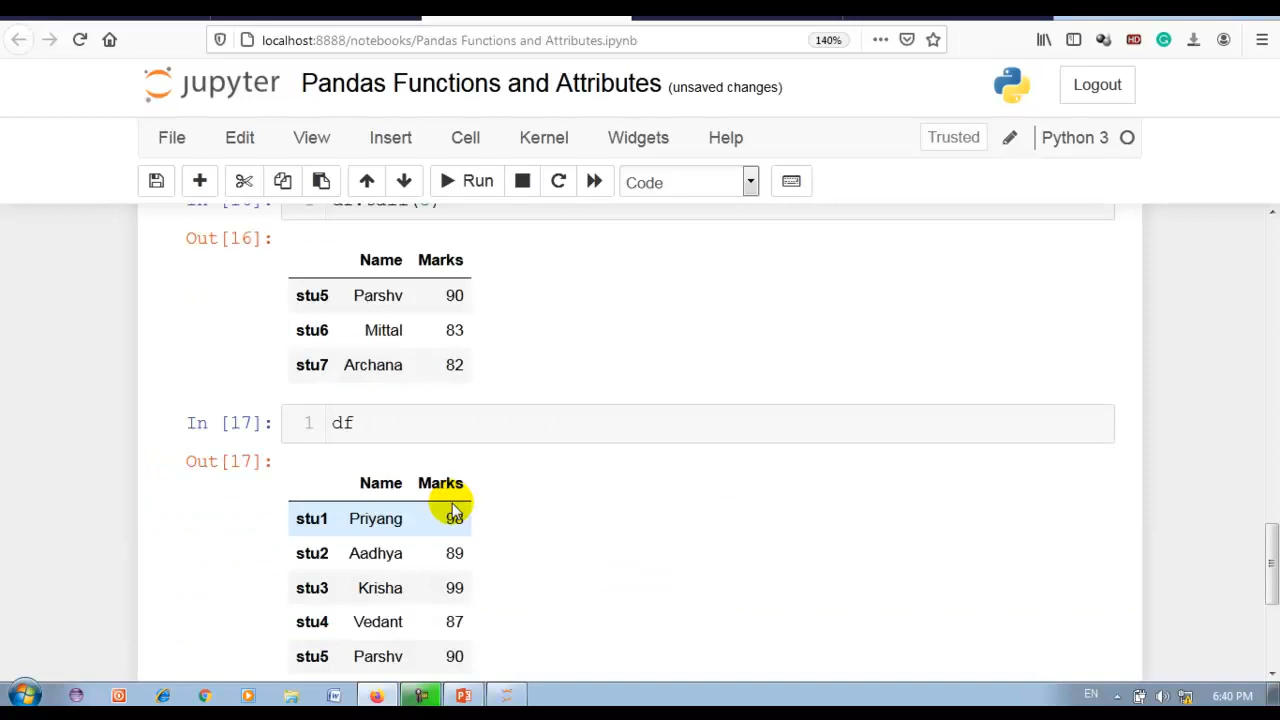 localhost:8888/notebooks/Pandas Functions and Attributes.ipynb 140%
jupyter Pandas Functions and Attributes (unsaved changes) Logout
File Edit View Insert Cell Kernel Widgets Help Trusted Python 3
Run Code
Out[16]:
Name Marks
stu5 Parshv 90
stu6 Mittal 83
stu7 Archana 82
In [17]: 1 df
Out[17]:
Name Marks
stu1 Priyang 98
stu2 Aadhya 89
stu3 Krisha 99
stu4 Vedant 87
stu5 Parshv 90
EN 6:40 PM